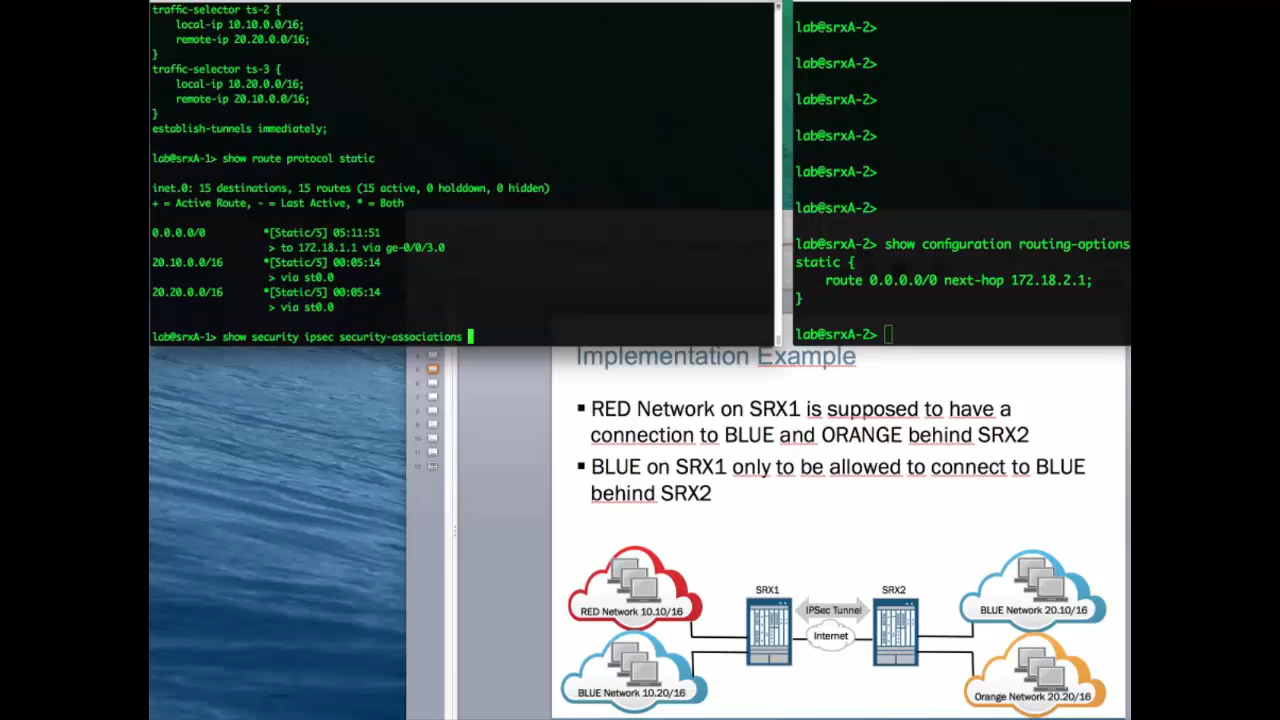 traffic-selector ts-2 {
local-ip 10.10.0.0/16;
remote-ip 20.20.0.0/16;
}
traffic-selector ts-3 {
local-ip 10.20.0.0/16;
remote-ip 20.10.0.0/16;
}
establish-tunnels immediately;
lab@srxA-1> show route protocol static
inet.0: 15 destinations, 15 routes (15 active, 0 holddown, 0 hidden)
+ = Active Route, - = Last Active, * = Both
0.0.0.0/0 *[Static/5] 05:11:51
> to 172.18.1.1 via ge-0/0/3.0
20.10.0.0/16 *[Static/5] 00:05:14
> via st0.0
20.20.0.0/16 *[Static/5] 00:05:14
> via st0.0
lab@srxA-1> show security ipsec security-associations
lab@srxA-2>
lab@srxA-2>
lab@srxA-2>
lab@srxA-2>
lab@srxA-2>
lab@srxA-2>
lab@srxA-2> show configuration routing-options
static {
route 0.0.0.0/0 next-hop 172.18.2.1;
}
lab@srxA-2>
Implementation Example
▪ RED Network on SRX1 is supposed to have a
connection to BLUE and ORANGE behind SRX2
▪ BLUE on SRX1 only to be allowed to connect to BLUE
behind SRX2
SRX1
SRX2
RED Network 10.10/16
IPSec Tunnel
BLUE Network 20.10/16
Internet
BLUE Network 10.20/16
Orange Network 20.20/16